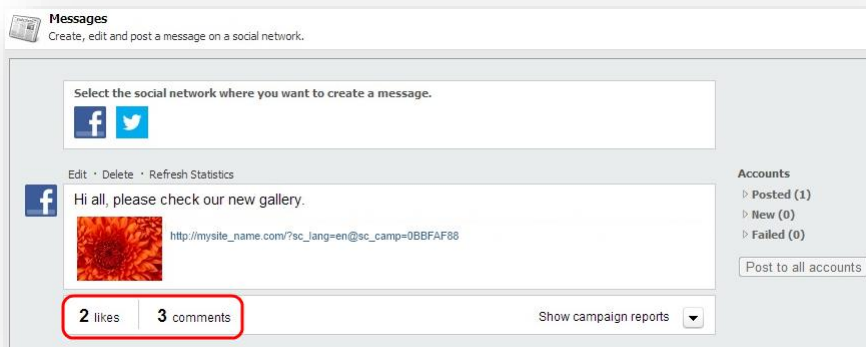 Messages
Create, edit and post a message on a social network.
Select the social network where you want to create a message.
Edit · Delete · Refresh Statistics
Hi all, please check our new gallery.
http://mysite_name.com/?sc_lang=en@sc_camp=0BBFAF88
2 likes 3 comments
Show campaign reports
Accounts
Posted (1)
New (0)
Failed (0)
Post to all accounts